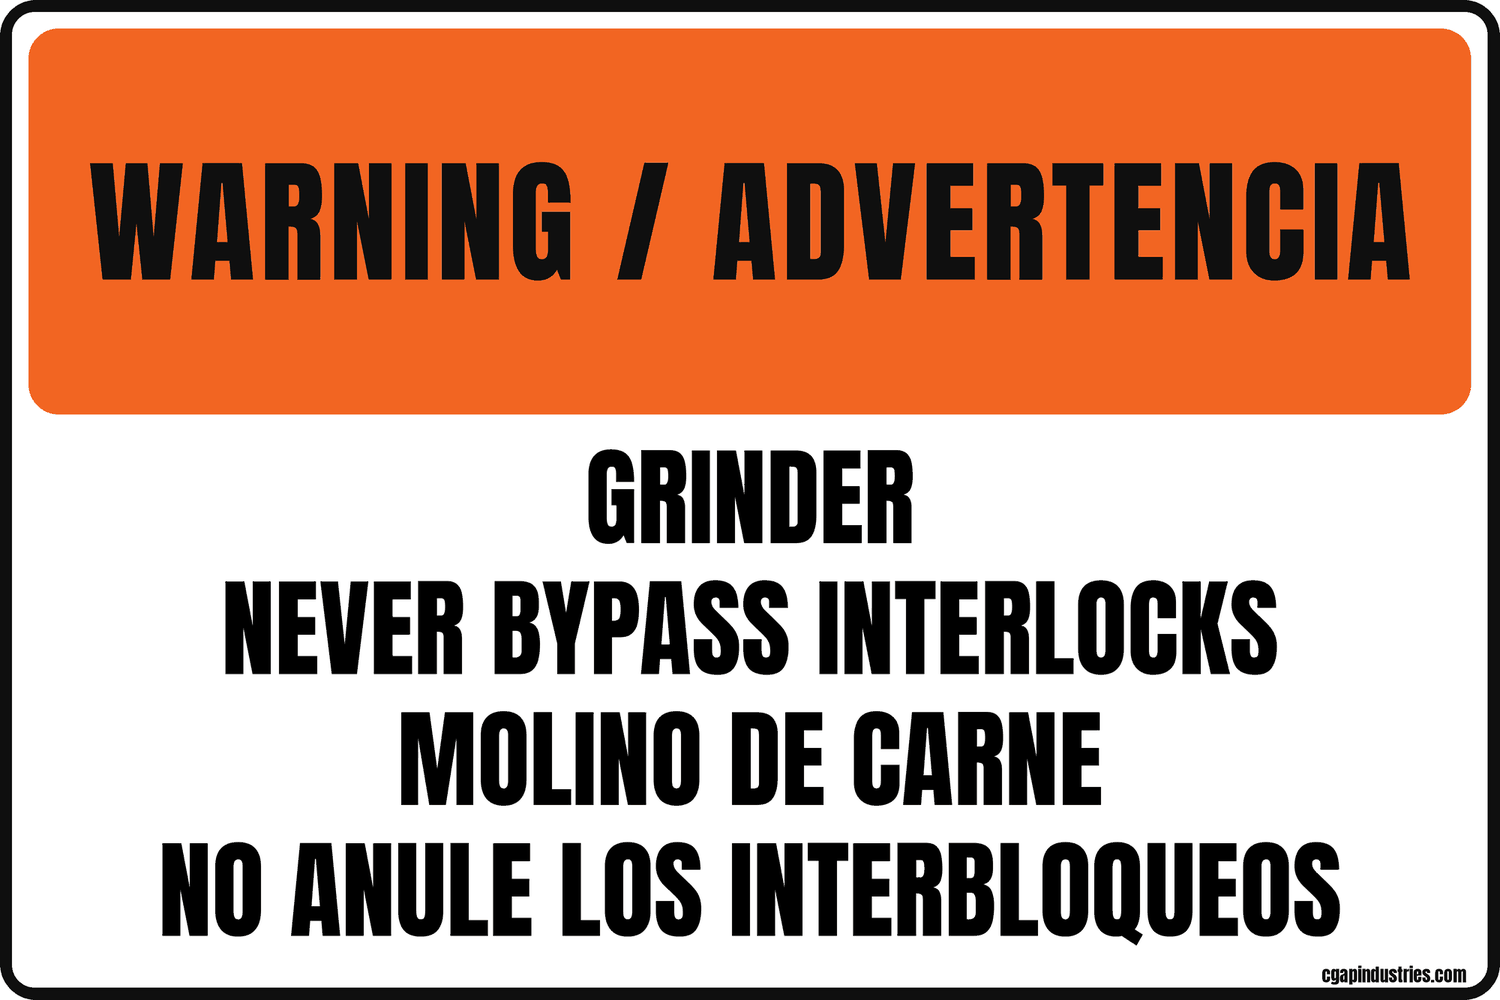 WARNING / ADVERTENCIA
GRINDER
NEVER BYPASS INTERLOCKS
MOLINO DE CARNE
NO ANULE LOS INTERBLOQUEOS
cgapindustries.com